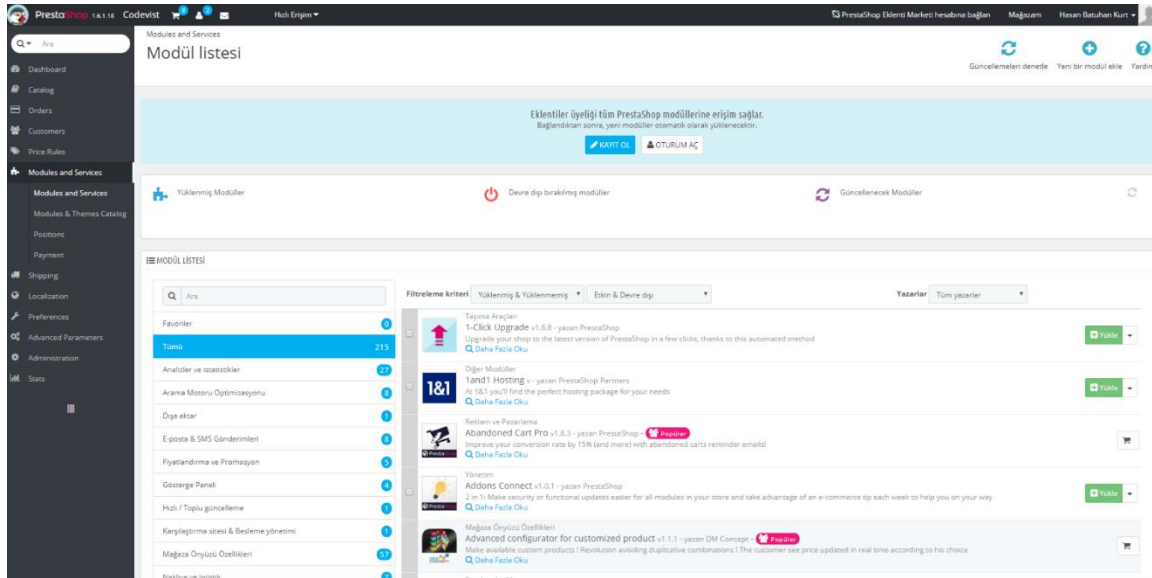 PrestaShop 1.6.1.18 Codevist Hızlı Erişim PrestaShop Eklenti Marketi hesabına bağlan Mağazam Hasan Batuhan Kurt
Ara
Dashboard
Catalog
Orders
Customers
Price Rules
Modules and Services
Modules and Services
Modules & Themes Catalog
Positions
Payment
Shipping
Localization
Preferences
Advanced Parameters
Administration
Stats
Modules and Services
Modül listesi
Güncellemeleri denetle Yeni bir modül ekle Yardım
Eklentiler üyeliği tüm PrestaShop modüllerine erişim sağlar.
Bağlandıktan sonra, yeni modüller otomatik olarak yüklenecektir.
KAYIT OL OTURUM AÇ
Yüklenmiş Modüller Devre dışı bırakılmış modüller Güncellenecek Modüller
MODÜL LİSTESİ
Ara
Favoriler 0
Tümü 215
Analizler ve istatistikler 27
Arama Motoru Optimizasyonu 8
Dışa aktar 1
E-posta & SMS Gönderimleri 8
Fiyatlandırma ve Promosyon 5
Gösterge Paneli 4
Hızlı / Toplu güncelleme 1
Karşılaştırma sitesi & Besleme yönetimi 1
Mağaza Önyüzü Özellikleri 57
Nakliye ve lojistik
Filtreleme kriteri Yüklenmiş & Yüklenmemiş Etkin & Devre dışı Yazarlar Tüm yazarlar
Taşıma Araçları
1-Click Upgrade v1.6.8 - yazan PrestaShop
Upgrade your shop to the latest version of PrestaShop in a few clicks, thanks to this automated method
Daha Fazla Oku
Yükle
Diğer Modüller
1&1
1and1 Hosting v - yazan PrestaShop Partners
At 1&1 you'll find the perfect hosting package for your needs
Daha Fazla Oku
Yükle
Reklam ve Pazarlama
Abandoned Cart Pro v1.8.3 - yazan PrestaShop - Popüler
Improve your conversion rate by 15% (and more) with abandoned carts reminder emails!
Daha Fazla Oku
Yönetim
Addons Connect v1.0.1 - yazan PrestaShop
2 in 1: Make security or functional updates easier for all modules in your store and take advantage of an e-commerce tip each week to help you on your way
Daha Fazla Oku
Yükle
Mağaza Önyüzü Özellikleri
Advanced configurator for customized product v1.1.1 - yazan DM Concept - Popüler
Make available custom products ! Revolution avoiding duplicative combinations ! The customer see price updated in real time according to his choice
Daha Fazla Oku